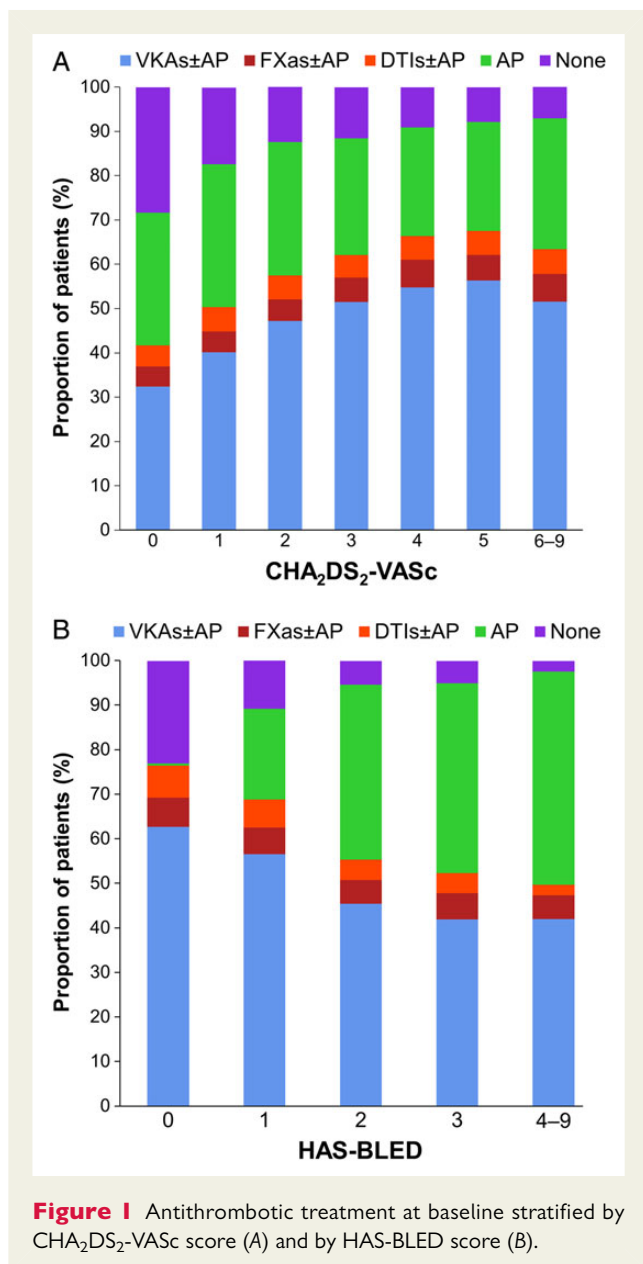 A
VKAs±AP FXas±AP DTIs±AP AP None
Proportion of patients (%)
100
90
80
70
60
50
40
30
20
10
0
0 1 2 3 4 5 6–9
CHA₂DS₂-VASc
B
VKAs±AP FXas±AP DTIs±AP AP None
Proportion of patients (%)
100
90
80
70
60
50
40
30
20
10
0
0 1 2 3 4–9
HAS-BLED
Figure 1 Antithrombotic treatment at baseline stratified by
CHA₂DS₂-VASc score (A) and by HAS-BLED score (B).